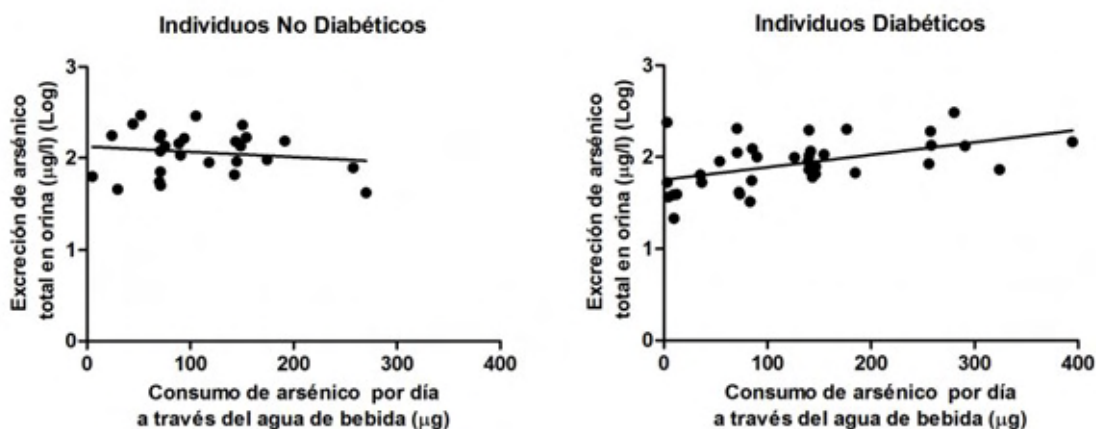 Individuos No Diabéticos
Excreción de arsénico
total en orina (μg/l) (Log)
3
2
1
0
0
100
200
300
400
Consumo de arsénico por día
a través del agua de bebida (μg)
Individuos Diabéticos
Excreción de arsénico
total en orina (μg/l) (Log)
3
2
1
0
0
100
200
300
400
Consumo de arsénico por día
a través del agua de bebida (μg)